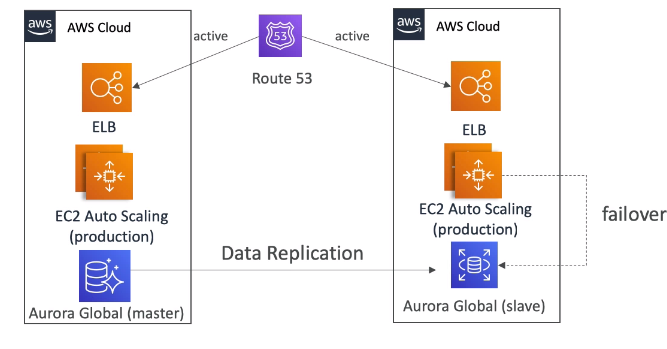 aws
AWS Cloud
active
53
Route 53
active
aws
AWS Cloud
ELB
EC2 Auto Scaling
(production)
Aurora Global (master)
Data Replication
ELB
EC2 Auto Scaling
(production)
Aurora Global (slave)
failover